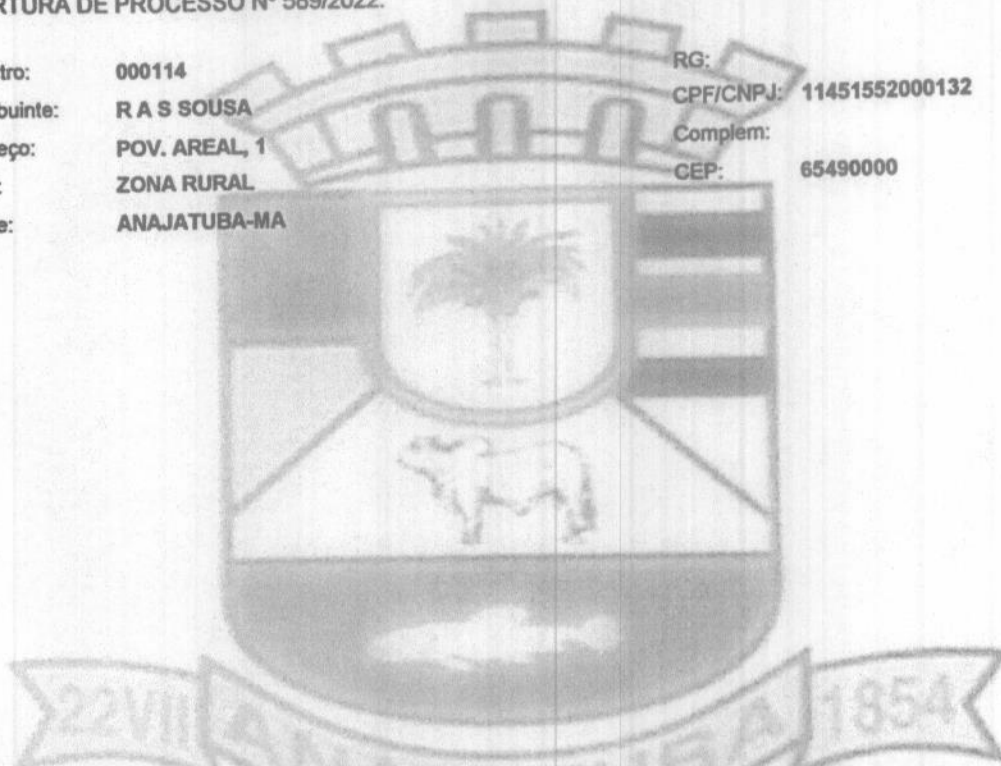 RTURA DE PROCESSO Nº 589/2022.
tro: 000114
RG:
buinte: R A S SOUSA
CPF/CNPJ: 11451552000132
eço: POV. AREAL, 1
Complem:
: ZONA RURAL
CEP: 65490000
e: ANAJATUBA-MA
22VII
1854